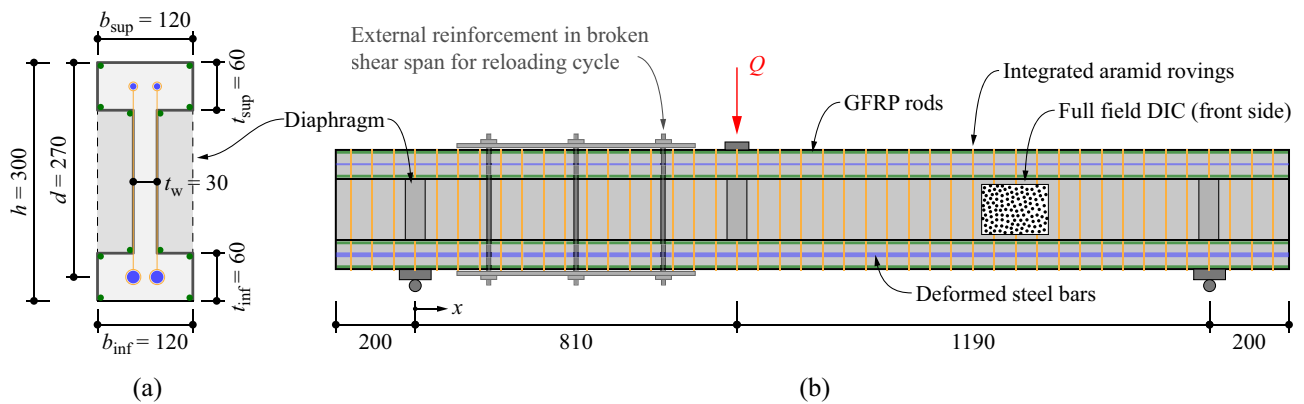 b_sup = 120
h = 300
d = 270
t_sup = 60
t_w = 30
t_inf = 60
b_inf = 120
(a)
Diaphragm
External reinforcement in broken
shear span for reloading cycle
Q
Integrated aramid rovings
GFRP rods
Full field DIC (front side)
Deformed steel bars
x
200
810
1190
200
(b)